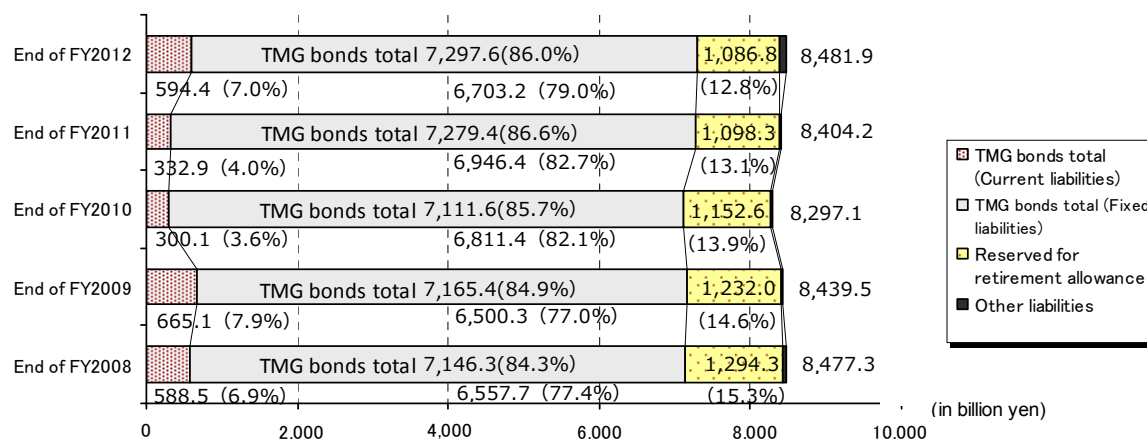 End of FY2012
TMG bonds total 7,297.6(86.0%)
1,086.8
8,481.9
594.4 (7.0%)
6,703.2 (79.0%)
(12.8%)
End of FY2011
TMG bonds total 7,279.4(86.6%)
1,098.3
8,404.2
332.9 (4.0%)
6,946.4 (82.7%)
(13.1%)
End of FY2010
TMG bonds total 7,111.6(85.7%)
1,152.6
8,297.1
300.1 (3.6%)
6,811.4 (82.1%)
(13.9%)
End of FY2009
TMG bonds total 7,165.4(84.9%)
1,232.0
8,439.5
665.1 (7.9%)
6,500.3 (77.0%)
(14.6%)
End of FY2008
TMG bonds total 7,146.3(84.3%)
1,294.3
8,477.3
588.5 (6.9%)
6,557.7 (77.4%)
(15.3%)
0
2,000
4,000
6,000
8,000
10,000
(in billion yen)
TMG bonds total
(Current liabilities)
TMG bonds total (Fixed
liabilities)
Reserved for
retirement allowance
Other liabilities